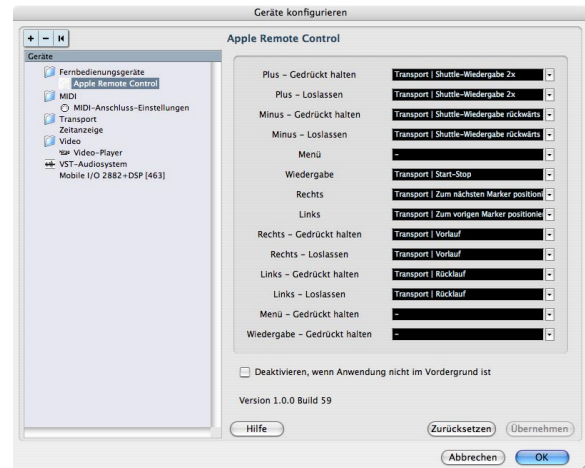 Geräte konfigurieren
Geräte
Fernbedienungsgeräte
Apple Remote Control
MIDI
MIDI-Anschluss-Einstellungen
Transport
Zeitanzeige
Video
Video-Player
VST-Audiosystem
Mobile I/O 2882+DSP [463]
Apple Remote Control
Plus – Gedrückt halten Transport | Shuttle-Wiedergabe 2x
Plus – Loslassen Transport | Shuttle-Wiedergabe 2x
Minus – Gedrückt halten Transport | Shuttle-Wiedergabe rückwärts
Minus – Loslassen Transport | Shuttle-Wiedergabe rückwärts
Menü –
Wiedergabe Transport | Start-Stop
Rechts Transport | Zum nächsten Marker positioni
Links Transport | Zum vorigen Marker positionie
Rechts – Gedrückt halten Transport | Vorlauf
Rechts – Loslassen Transport | Vorlauf
Links – Gedrückt halten Transport | Rücklauf
Links – Loslassen Transport | Rücklauf
Menü – Gedrückt halten –
Wiedergabe – Gedrückt halten –
Deaktivieren, wenn Anwendung nicht im Vordergrund ist
Version 1.0.0 Build 59
Hilfe Zurücksetzen Übernehmen
Abbrechen OK